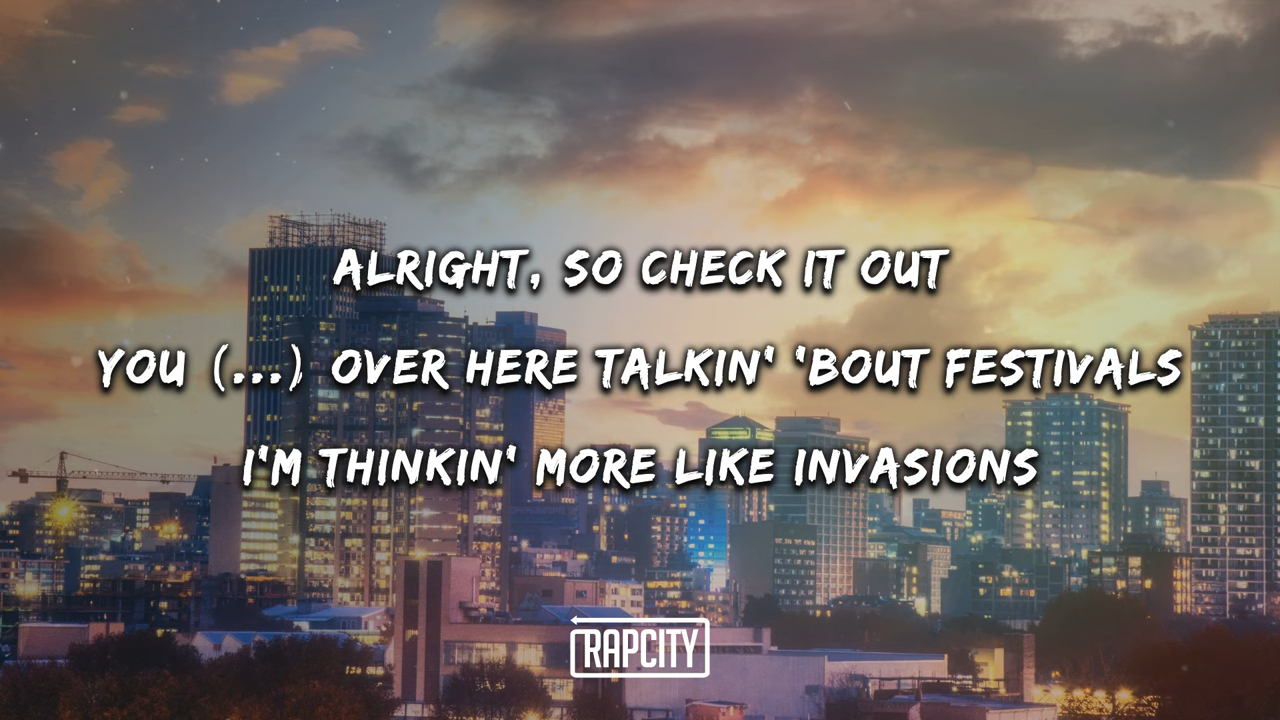 ALRIGHT, SO CHECK IT OUT
YOU (...) OVER HERE TALKIN' 'BOUT FESTIVALS
I'M THINKIN' MORE LIKE INVASIONS
RAPCITY